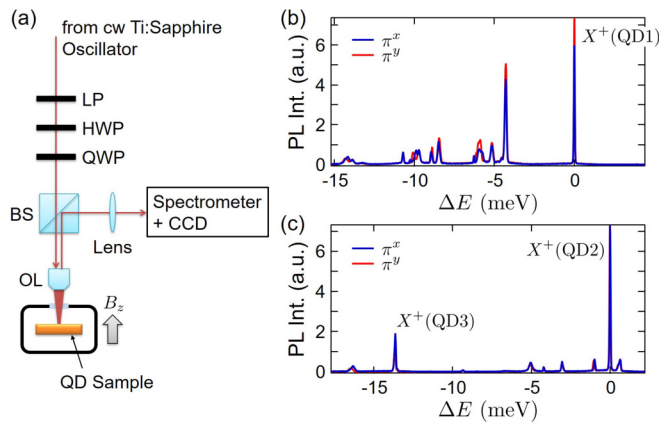 (a)
from cw Ti:Sapphire
Oscillator
LP
HWP
QWP
BS
Lens
Spectrometer
+ CCD
OL
B_z
QD Sample
(b)
PL Int. (a.u.)
6
4
2
0
π^x
π^y
X^+(QD1)
-15
-10
-5
0
ΔE (meV)
(c)
PL Int. (a.u.)
6
4
2
0
π^x
π^y
X^+(QD2)
X^+(QD3)
-15
-10
-5
0
ΔE (meV)